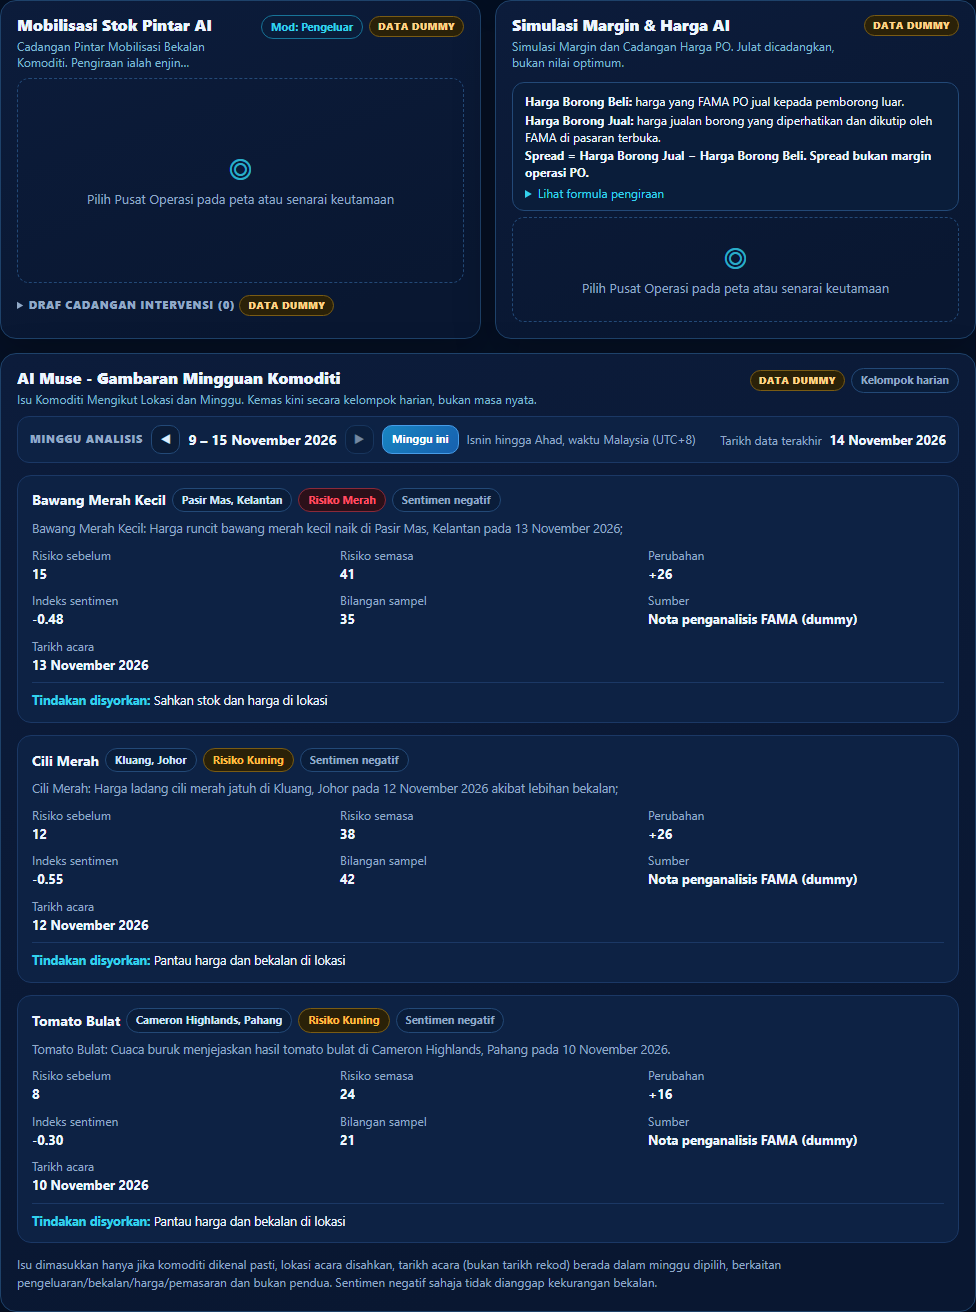 Mobilisasi Stok Pintar AI
Mod: Pengeluar
DATA DUMMY
Cadangan Pintar Mobilisasi Bekalan
Komoditi. Pengiraan ialah enjin...
Pilih Pusat Operasi pada peta atau senarai keutamaan
▶ DRAF CADANGAN INTERVENSI (0) DATA DUMMY
Simulasi Margin & Harga AI
DATA DUMMY
Simulasi Margin dan Cadangan Harga PO. Julat dicadangkan,
bukan nilai optimum.
Harga Borong Beli: harga yang FAMA PO jual kepada pemborong luar.
Harga Borong Jual: harga jualan borong yang diperhatikan dan dikutip oleh
FAMA di pasaran terbuka.
Spread = Harga Borong Jual − Harga Borong Beli. Spread bukan margin
operasi PO.
▶ Lihat formula pengiraan
Pilih Pusat Operasi pada peta atau senarai keutamaan
AI Muse - Gambaran Mingguan Komoditi
DATA DUMMY
Kelompok harian
Isu Komoditi Mengikut Lokasi dan Minggu. Kemas kini secara kelompok harian, bukan masa nyata.
MINGGU ANALISIS ◀ 9 – 15 November 2026 ▶ Minggu ini Isnin hingga Ahad, waktu Malaysia (UTC+8) Tarikh data terakhir 14 November 2026
Bawang Merah Kecil Pasir Mas, Kelantan Risiko Merah Sentimen negatif
Bawang Merah Kecil: Harga runcit bawang merah kecil naik di Pasir Mas, Kelantan pada 13 November 2026;
Risiko sebelum Risiko semasa Perubahan
15 41 +26
Indeks sentimen Bilangan sampel Sumber
-0.48 35 Nota penganalisis FAMA (dummy)
Tarikh acara
13 November 2026
Tindakan disyorkan: Sahkan stok dan harga di lokasi
Cili Merah Kluang, Johor Risiko Kuning Sentimen negatif
Cili Merah: Harga ladang cili merah jatuh di Kluang, Johor pada 12 November 2026 akibat lebihan bekalan;
Risiko sebelum Risiko semasa Perubahan
12 38 +26
Indeks sentimen Bilangan sampel Sumber
-0.55 42 Nota penganalisis FAMA (dummy)
Tarikh acara
12 November 2026
Tindakan disyorkan: Pantau harga dan bekalan di lokasi
Tomato Bulat Cameron Highlands, Pahang Risiko Kuning Sentimen negatif
Tomato Bulat: Cuaca buruk menjejaskan hasil tomato bulat di Cameron Highlands, Pahang pada 10 November 2026.
Risiko sebelum Risiko semasa Perubahan
8 24 +16
Indeks sentimen Bilangan sampel Sumber
-0.30 21 Nota penganalisis FAMA (dummy)
Tarikh acara
10 November 2026
Tindakan disyorkan: Pantau harga dan bekalan di lokasi
Isu dimasukkan hanya jika komoditi dikenal pasti, lokasi acara disahkan, tarikh acara (bukan tarikh rekod) berada dalam minggu dipilih, berkaitan
pengeluaran/bekalan/harga/pemasaran dan bukan pendua. Sentimen negatif sahaja tidak dianggap kekurangan bekalan.